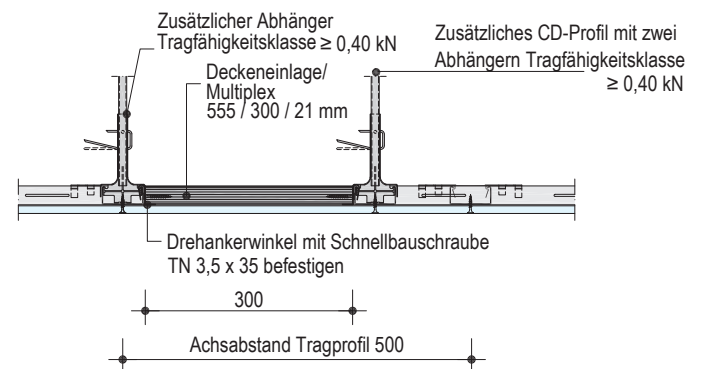 Zusätzlicher Abhänger
Tragfähigkeitsklasse ≥ 0,40 kN
Deckeneinlage/
Multiplex
555 / 300 / 21 mm
Zusätzliches CD-Profil mit zwei
Abhängern Tragfähigkeitsklasse
≥ 0,40 kN
Drehankerwinkel mit Schnellbauschraube
TN 3,5 x 35 befestigen
300
Achsabstand Tragprofil 500